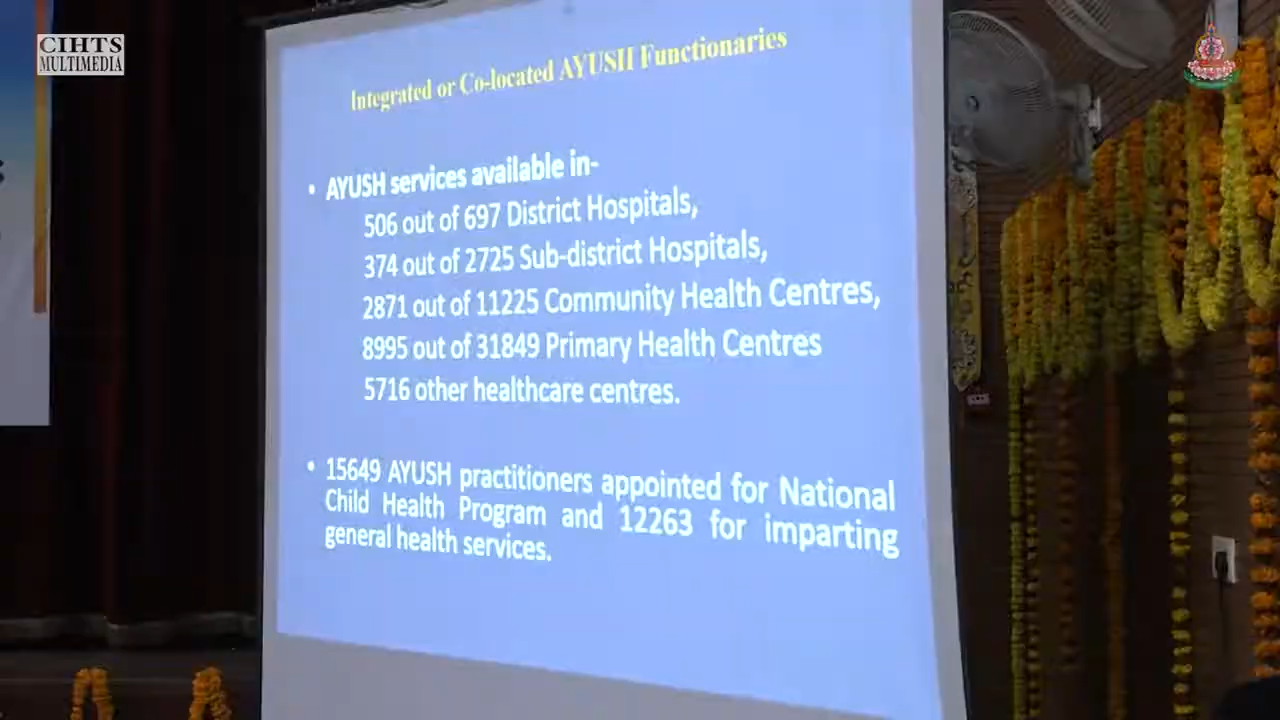 CIHTS
MULTIMEDIA
Integrated or Co-located AYUSH Functionaries
• AYUSH services available in-
506 out of 697 District Hospitals,
374 out of 2725 Sub-district Hospitals,
2871 out of 11225 Community Health Centres,
8995 out of 31849 Primary Health Centres
5716 other healthcare centres.
• 15649 AYUSH practitioners appointed for National
Child Health Program and 12263 for imparting
general health services.